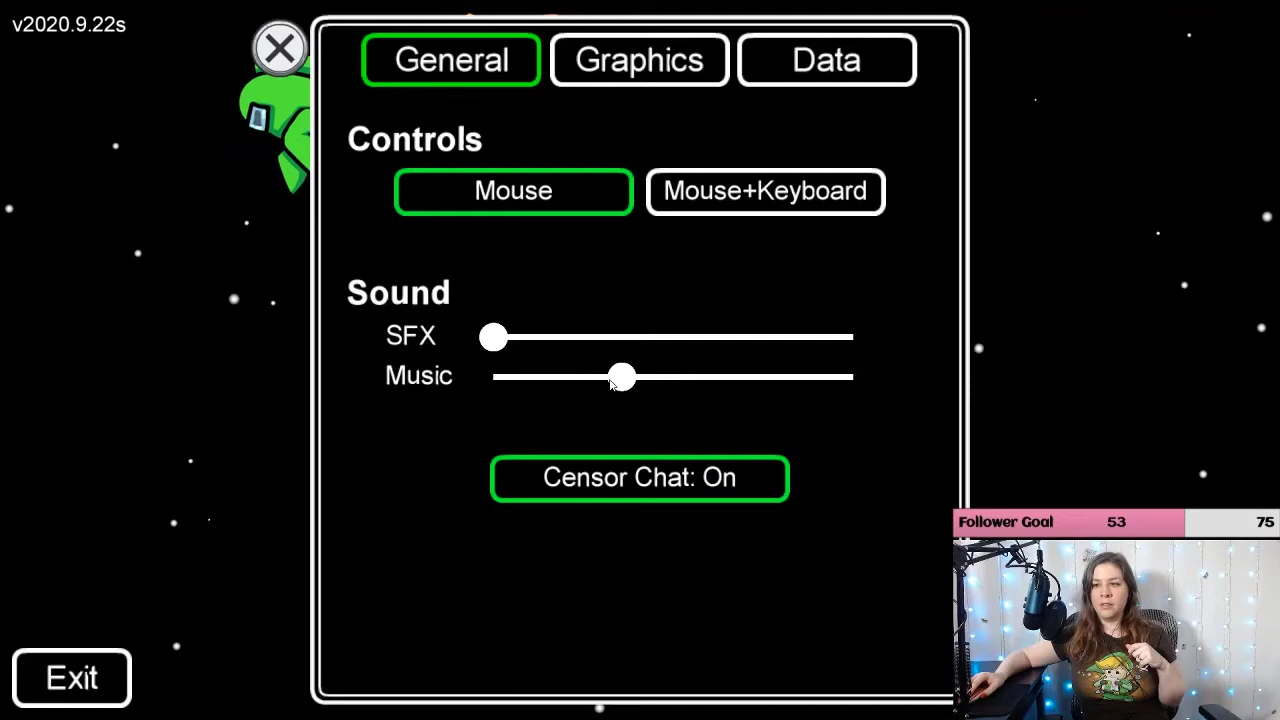 v2020.9.22s
General Graphics Data
Controls
Mouse Mouse+Keyboard
Sound
SFX
Music
Censor Chat: On
Follower Goal 53 75
Exit